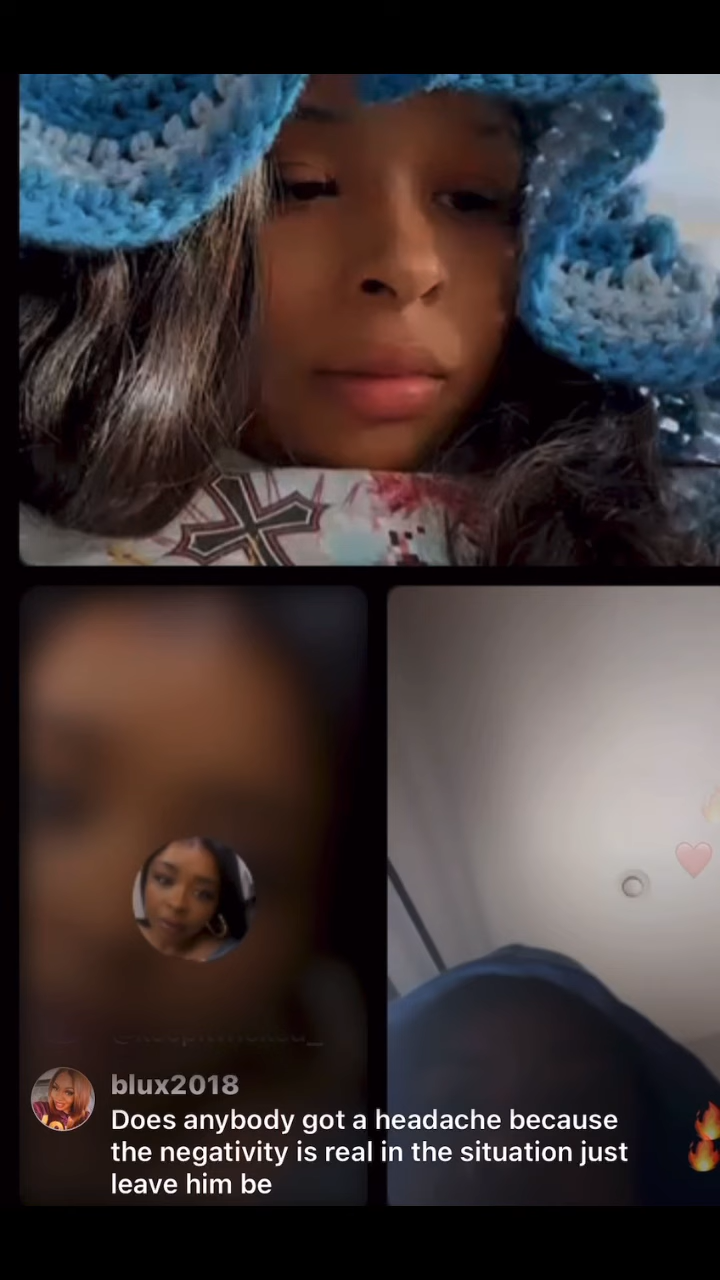 blux2018
Does anybody got a headache because
the negativity is real in the situation just
leave him be